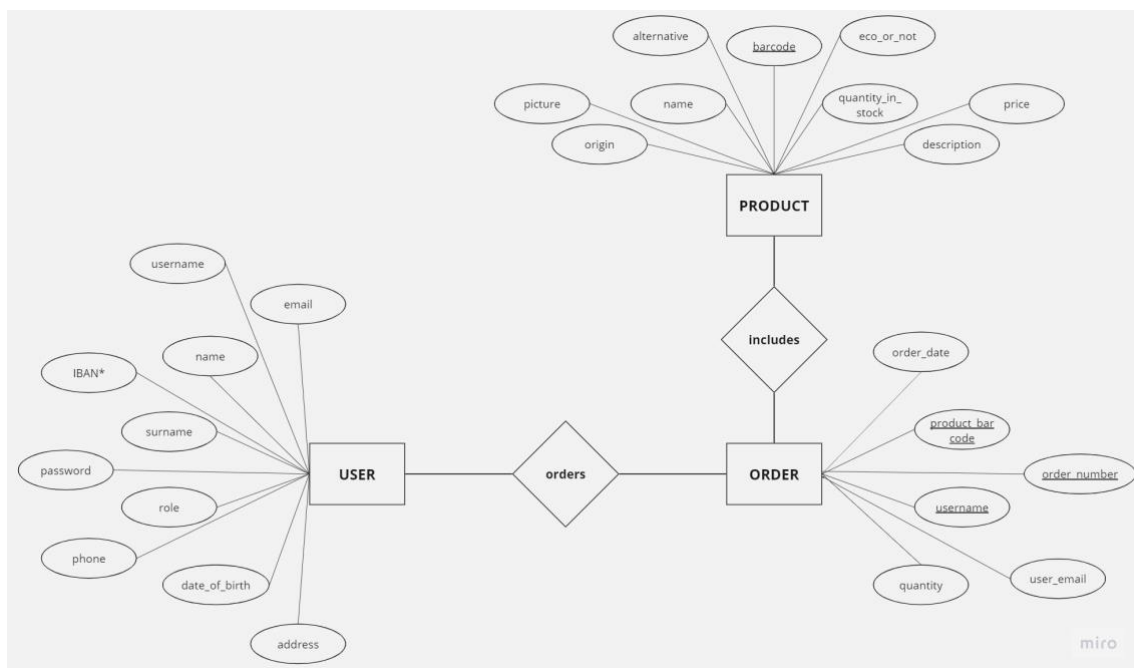 alternative
barcode
eco_or_not
picture
name
quantity_in_
stock
price
origin
description
PRODUCT
username
email
includes
order_date
name
IBAN*
surname
product_bar
code
password
USER
orders
ORDER
order_number
role
username
phone
date_of_birth
quantity
user_email
address
miro